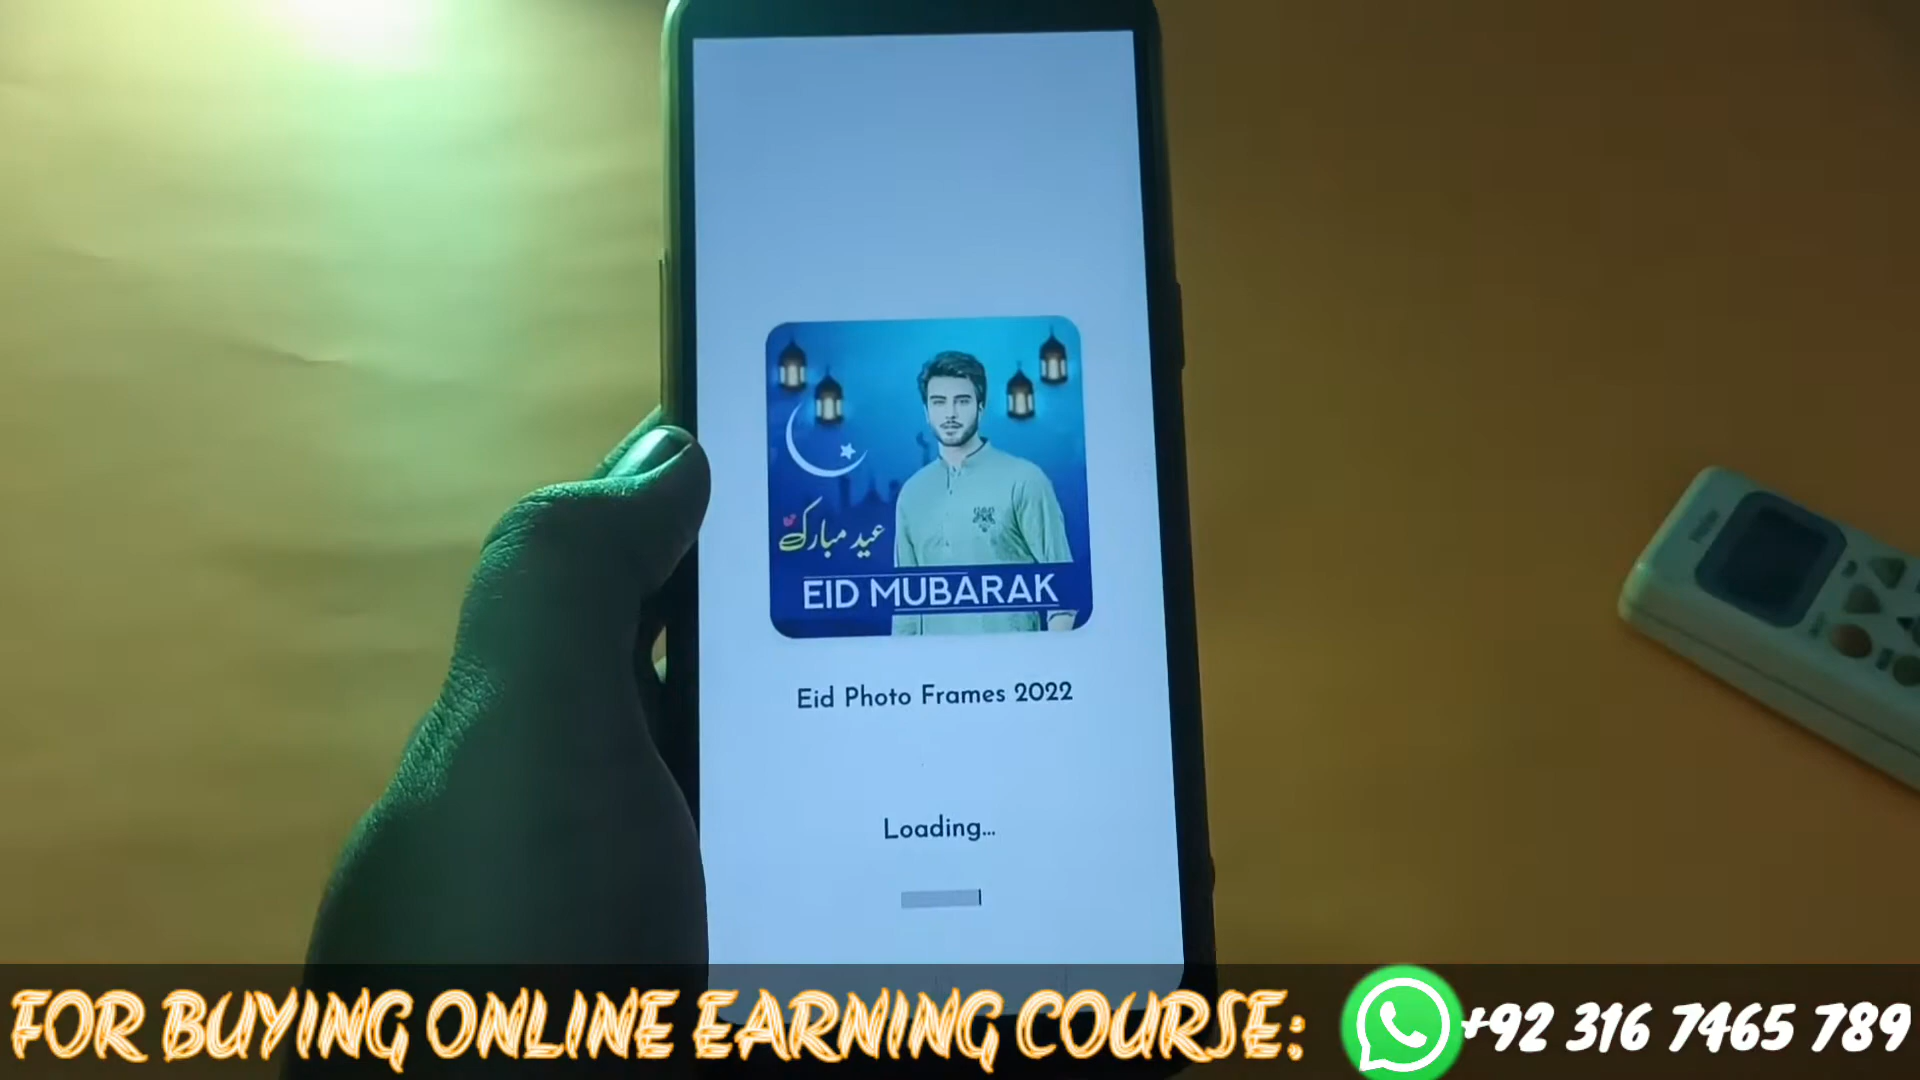 عید مبارک
EID MUBARAK
Eid Photo Frames 2022
Loading...
FOR BUYING ONLINE EARNING COURSE: +92 316 7465 789